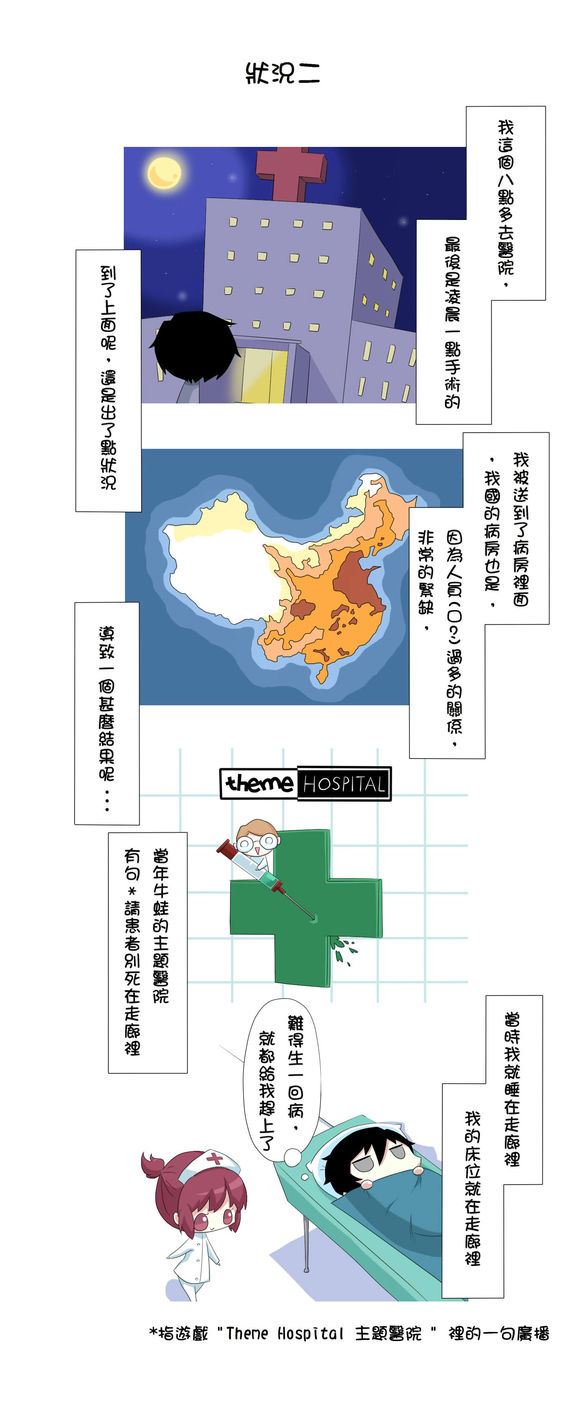 狀況二
我這個八點多去醫院，
最後是凌晨一點手術的
到了上面呢，還是出了點狀況
我被送到了病房裡面
，我國的病房也是，
因為人員(口？)過多的關係，
非常的緊缺，
導致一個甚麼結果呢...
theme HOSPITAL
當年牛蛙的主題醫院
有句*請患者別死在走廊裡
當時我就睡在走廊裡
我的床位就在走廊裡
難得生一回病，
就都給我趕上了
*指遊戲 "Theme Hospital 主題醫院 " 裡的一句廣播